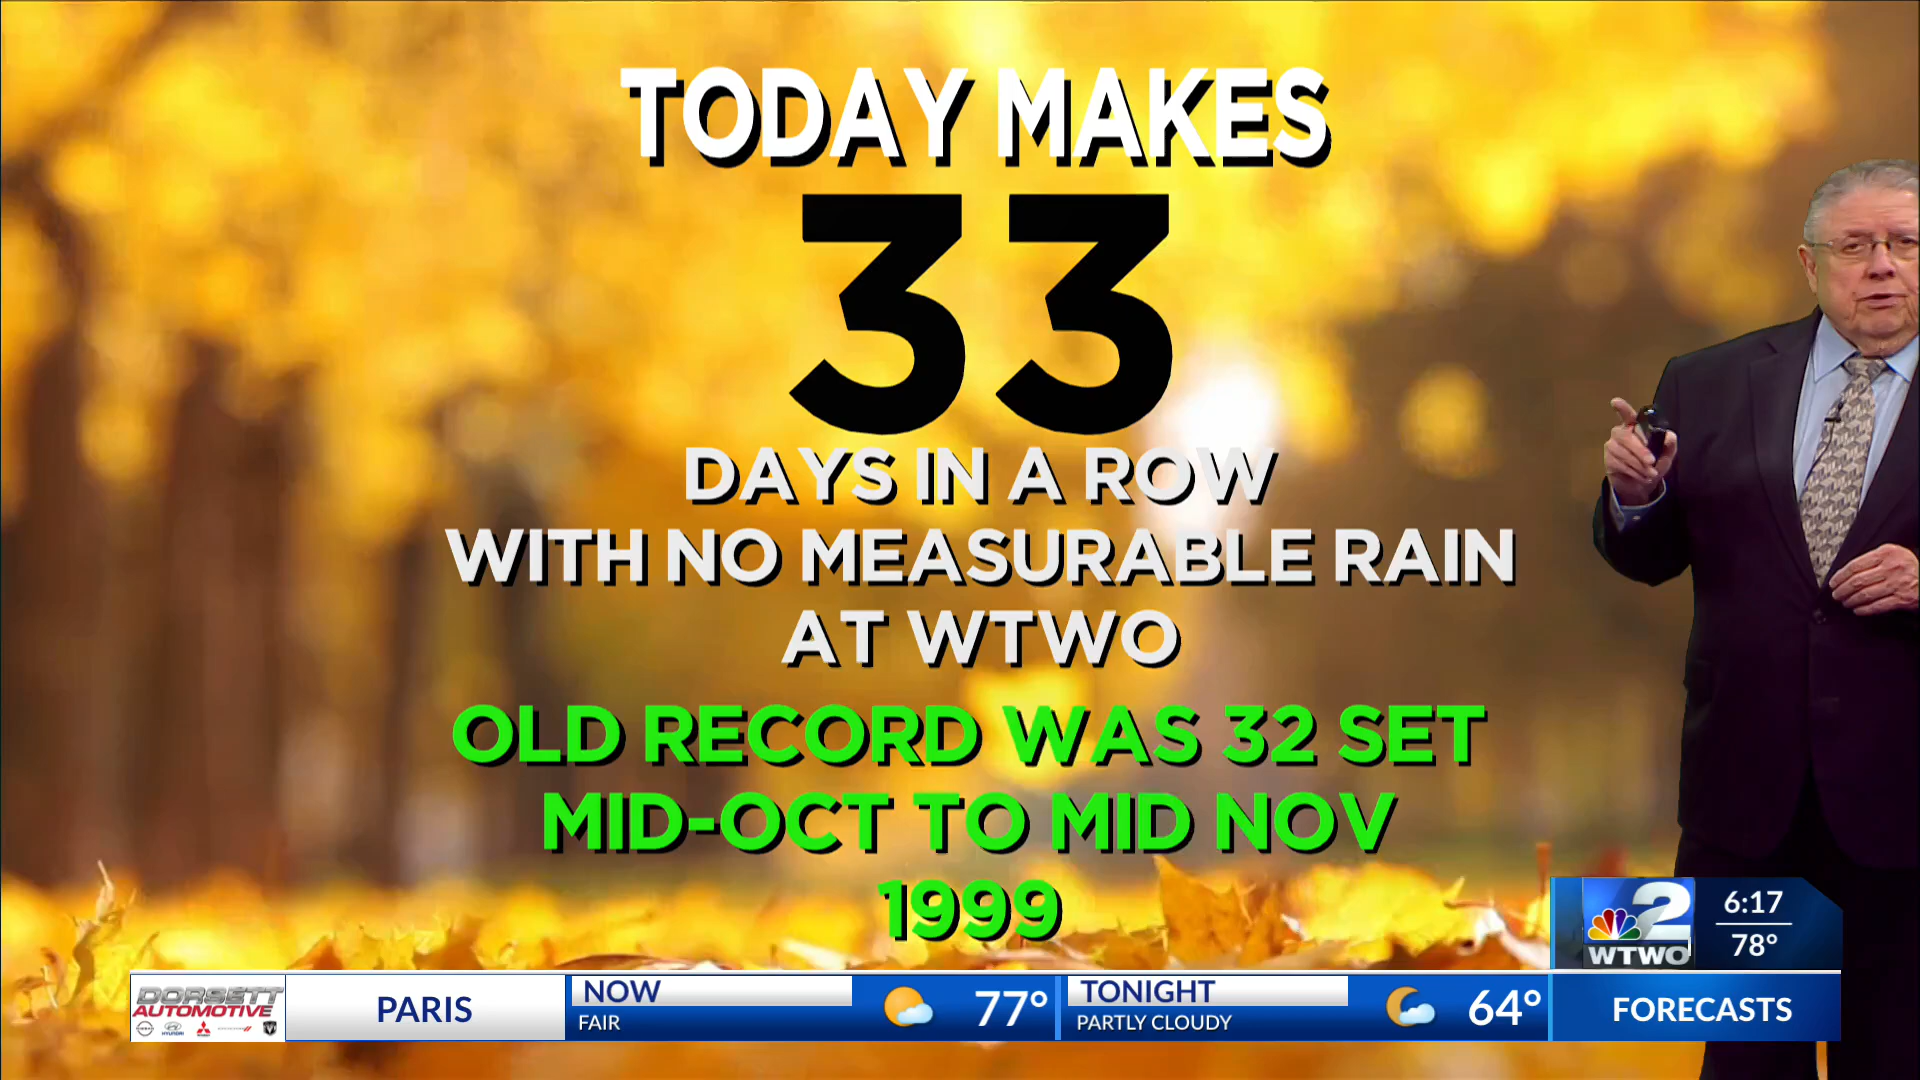 TODAY MAKES
33
DAYS IN A ROW
WITH NO MEASURABLE RAIN
AT WTWO
OLD RECORD WAS 32 SET
MID-OCT TO MID NOV
1999
2
WTWO
6:17
78°
DORSETT
AUTOMOTIVE
HYUNDAI
PARIS
NOW
FAIR
77°
TONIGHT
PARTLY CLOUDY
64°
FORECASTS